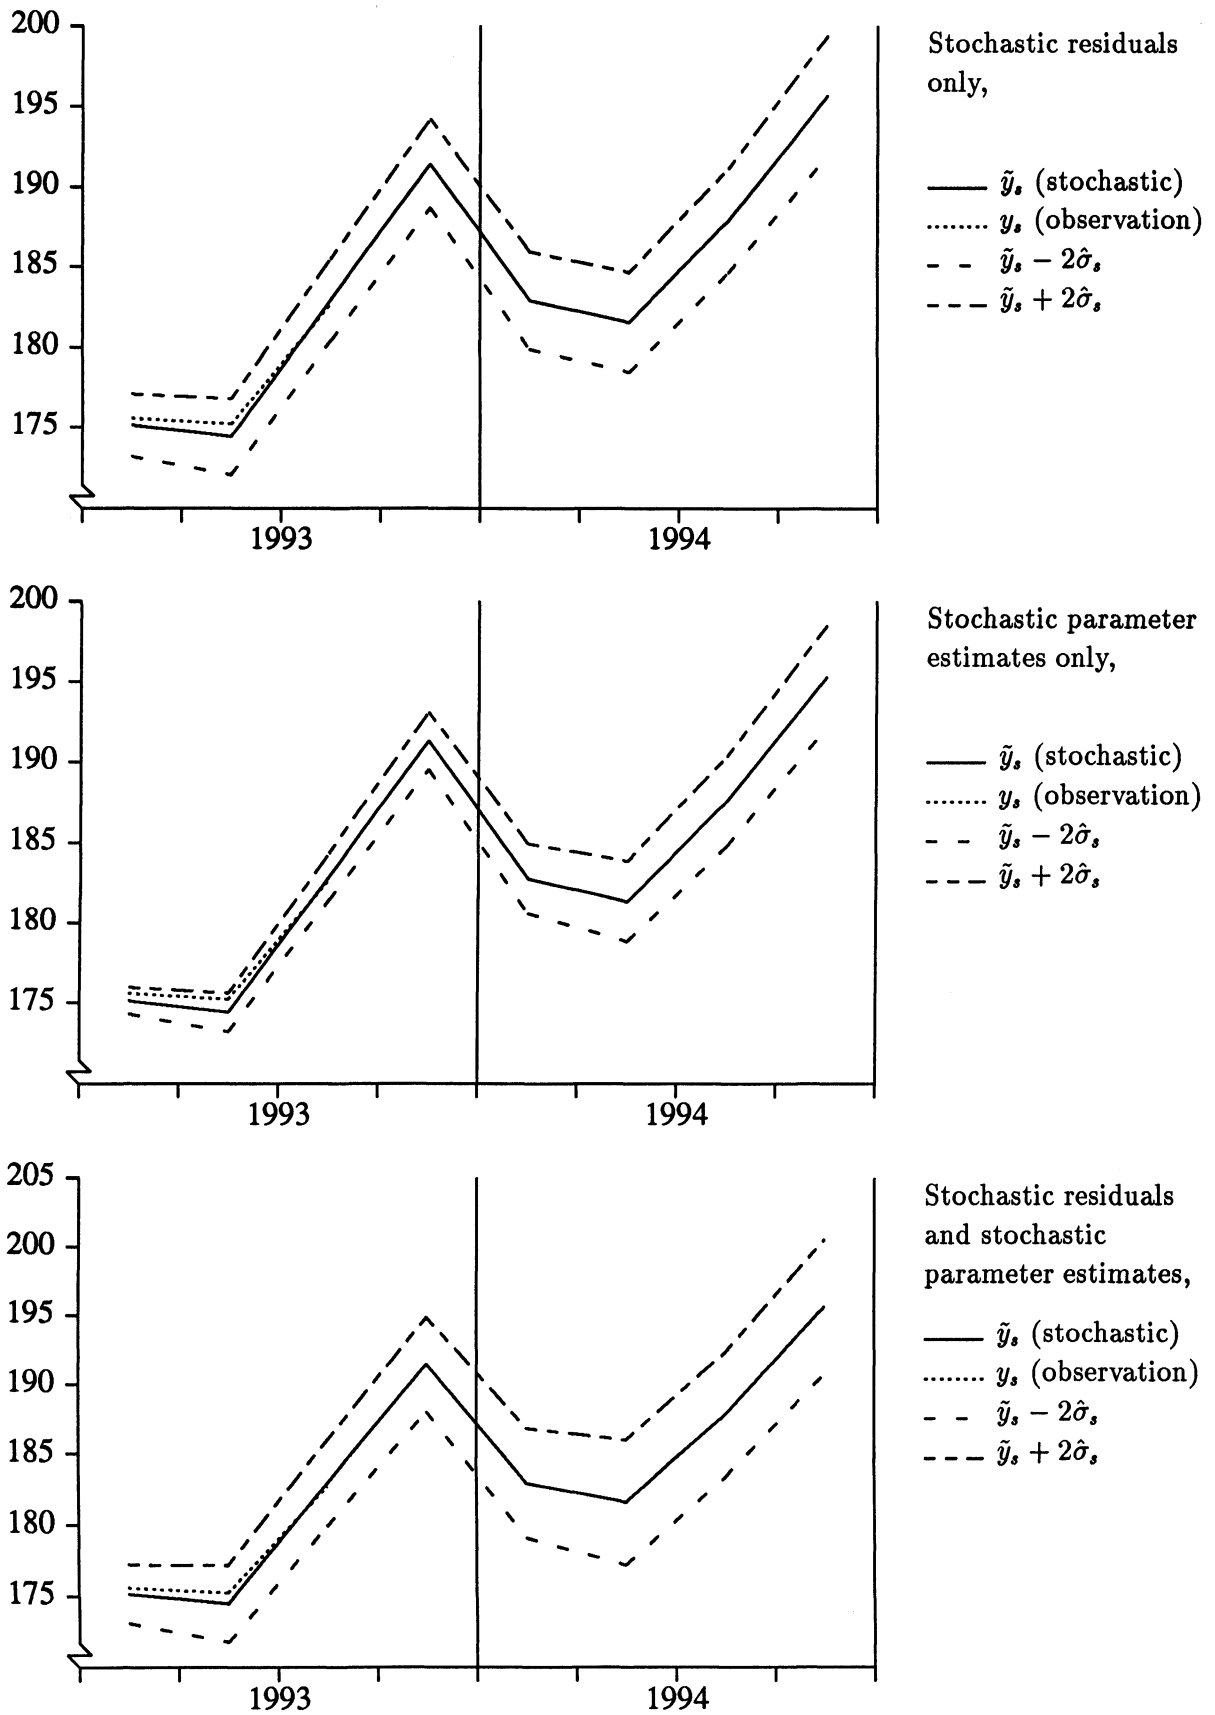 200
195
190
185
180
175
1993
1994
Stochastic residuals
only,
ỹₛ (stochastic)
yₛ (observation)
ỹₛ − 2σ̂ₛ
ỹₛ + 2σ̂ₛ
200
195
190
185
180
175
1993
1994
Stochastic parameter
estimates only,
ỹₛ (stochastic)
yₛ (observation)
ỹₛ − 2σ̂ₛ
ỹₛ + 2σ̂ₛ
205
200
195
190
185
180
175
1993
1994
Stochastic residuals
and stochastic
parameter estimates,
ỹₛ (stochastic)
yₛ (observation)
ỹₛ − 2σ̂ₛ
ỹₛ + 2σ̂ₛ